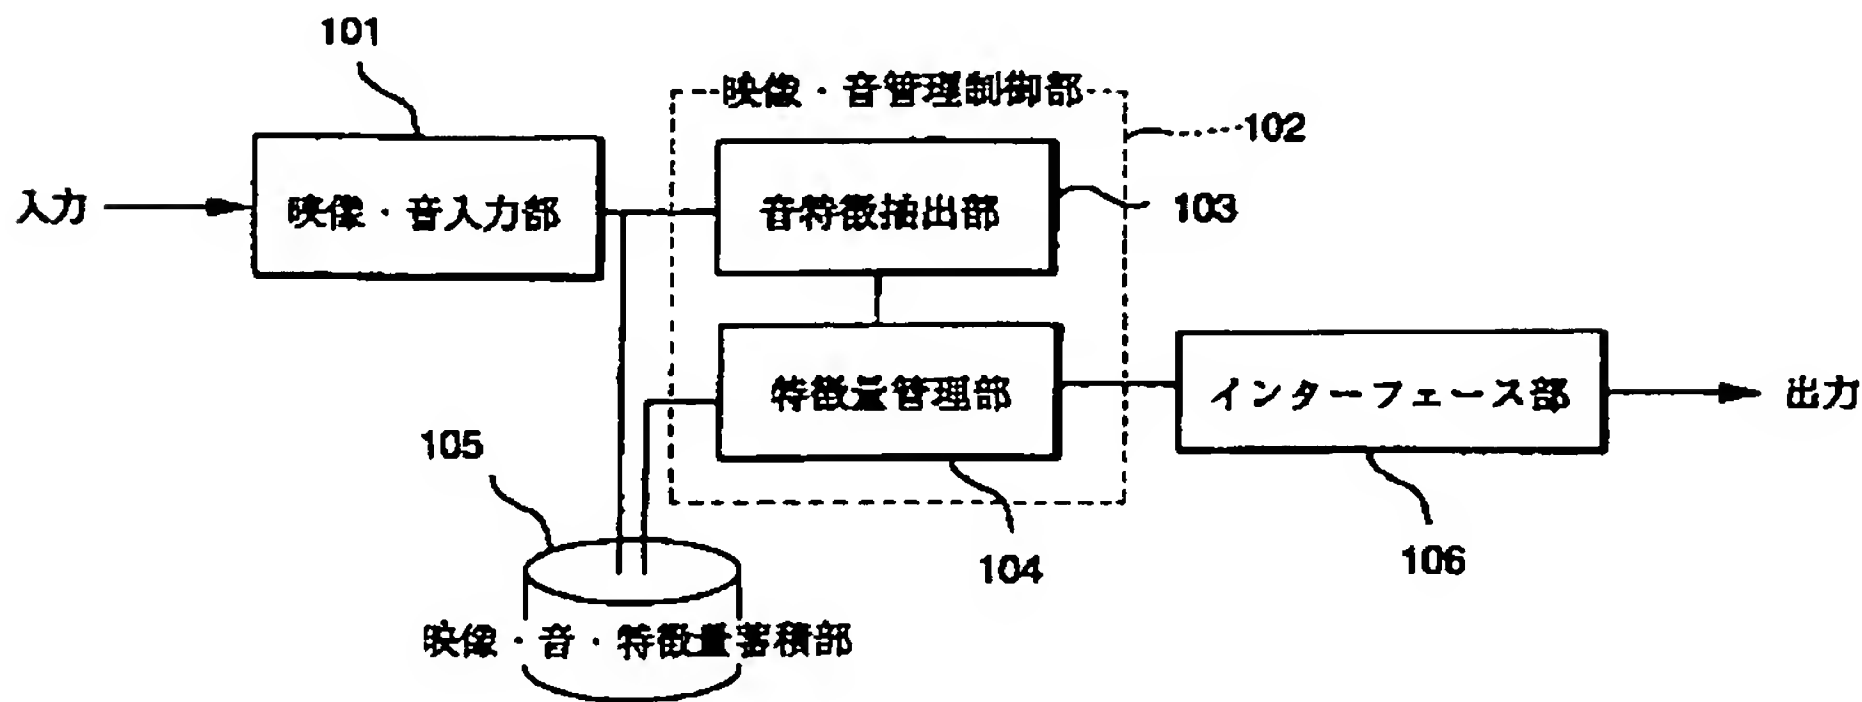 101
映像・音管理制御部
102
入力
映像・音入力部
音特徴抽出部
103
特徴量管理部
インターフェース部
出力
105
104
106
映像・音・特徴量蓄積部